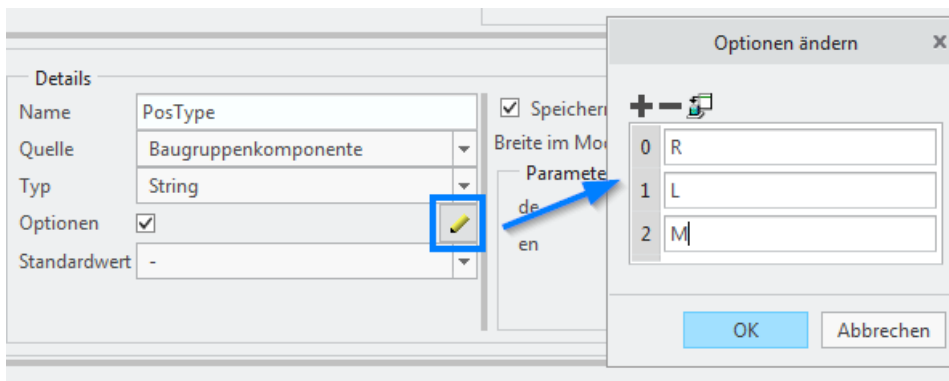 Details
Name PosType
Quelle Baugruppenkomponente
Typ String
Optionen
Standardwert -
Speichern
Breite im Mo
Paramete
de
en
Optionen ändern x
0 R
1 L
2 M
OK Abbrechen